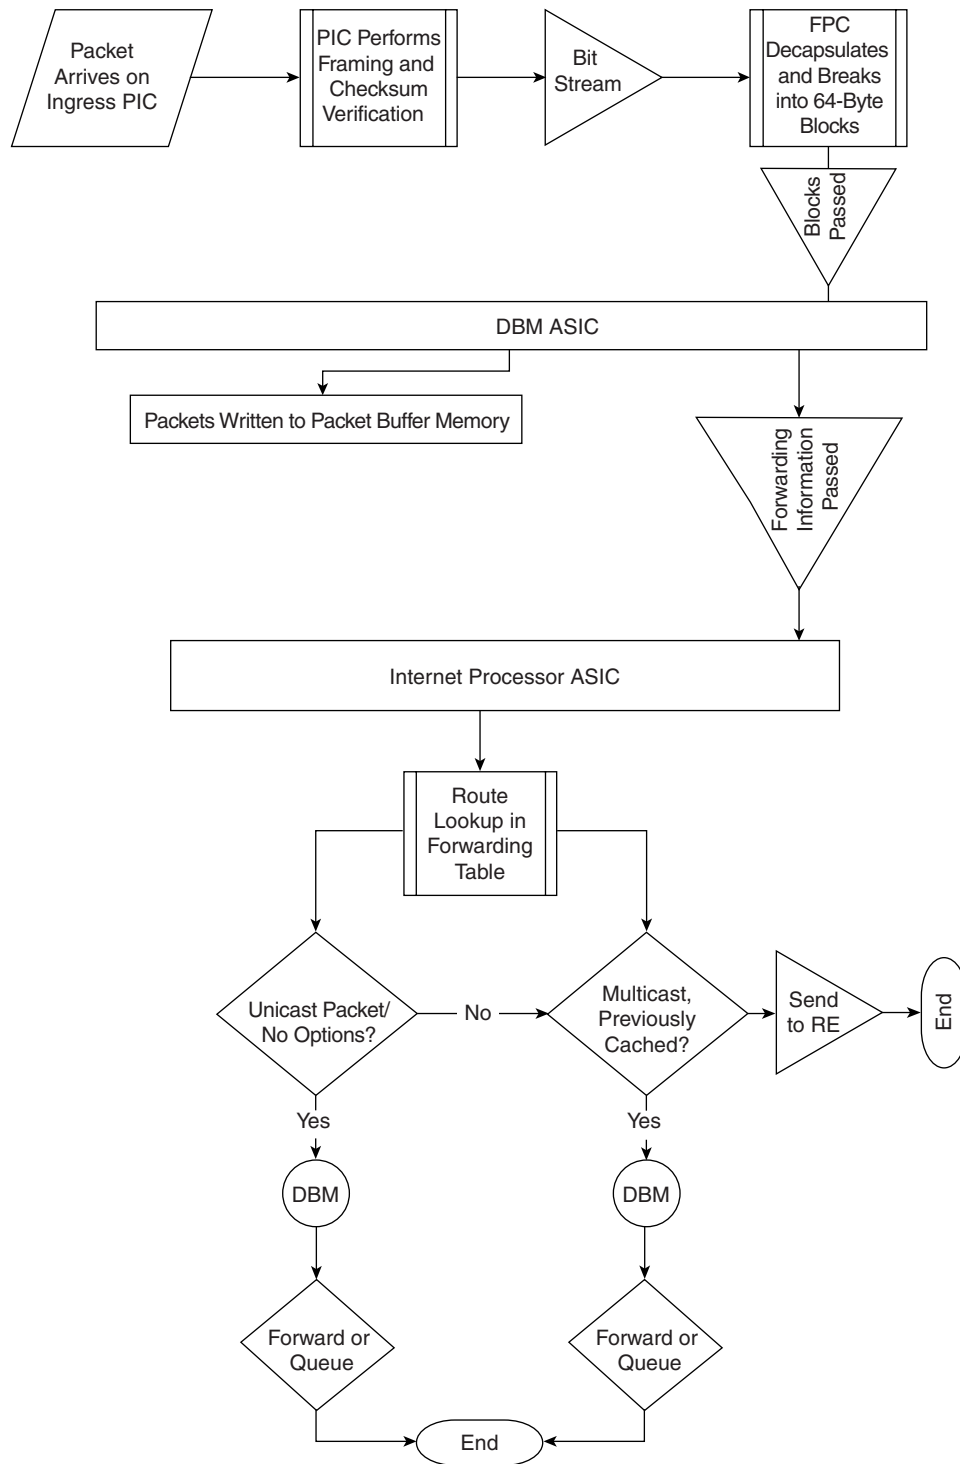 Packet
Arrives on
Ingress PIC
PIC Performs
Framing and
Checksum
Verification
Bit
Stream
FPC
Decapsulates
and Breaks
into 64-Byte
Blocks
Blocks
Passed
DBM ASIC
Packets Written to Packet Buffer Memory
Forwarding
Information
Passed
Internet Processor ASIC
Route
Lookup in
Forwarding
Table
Unicast Packet/
No Options?
No
Multicast,
Previously
Cached?
Send
to RE
End
Yes
Yes
DBM
DBM
Forward or
Queue
Forward or
Queue
End